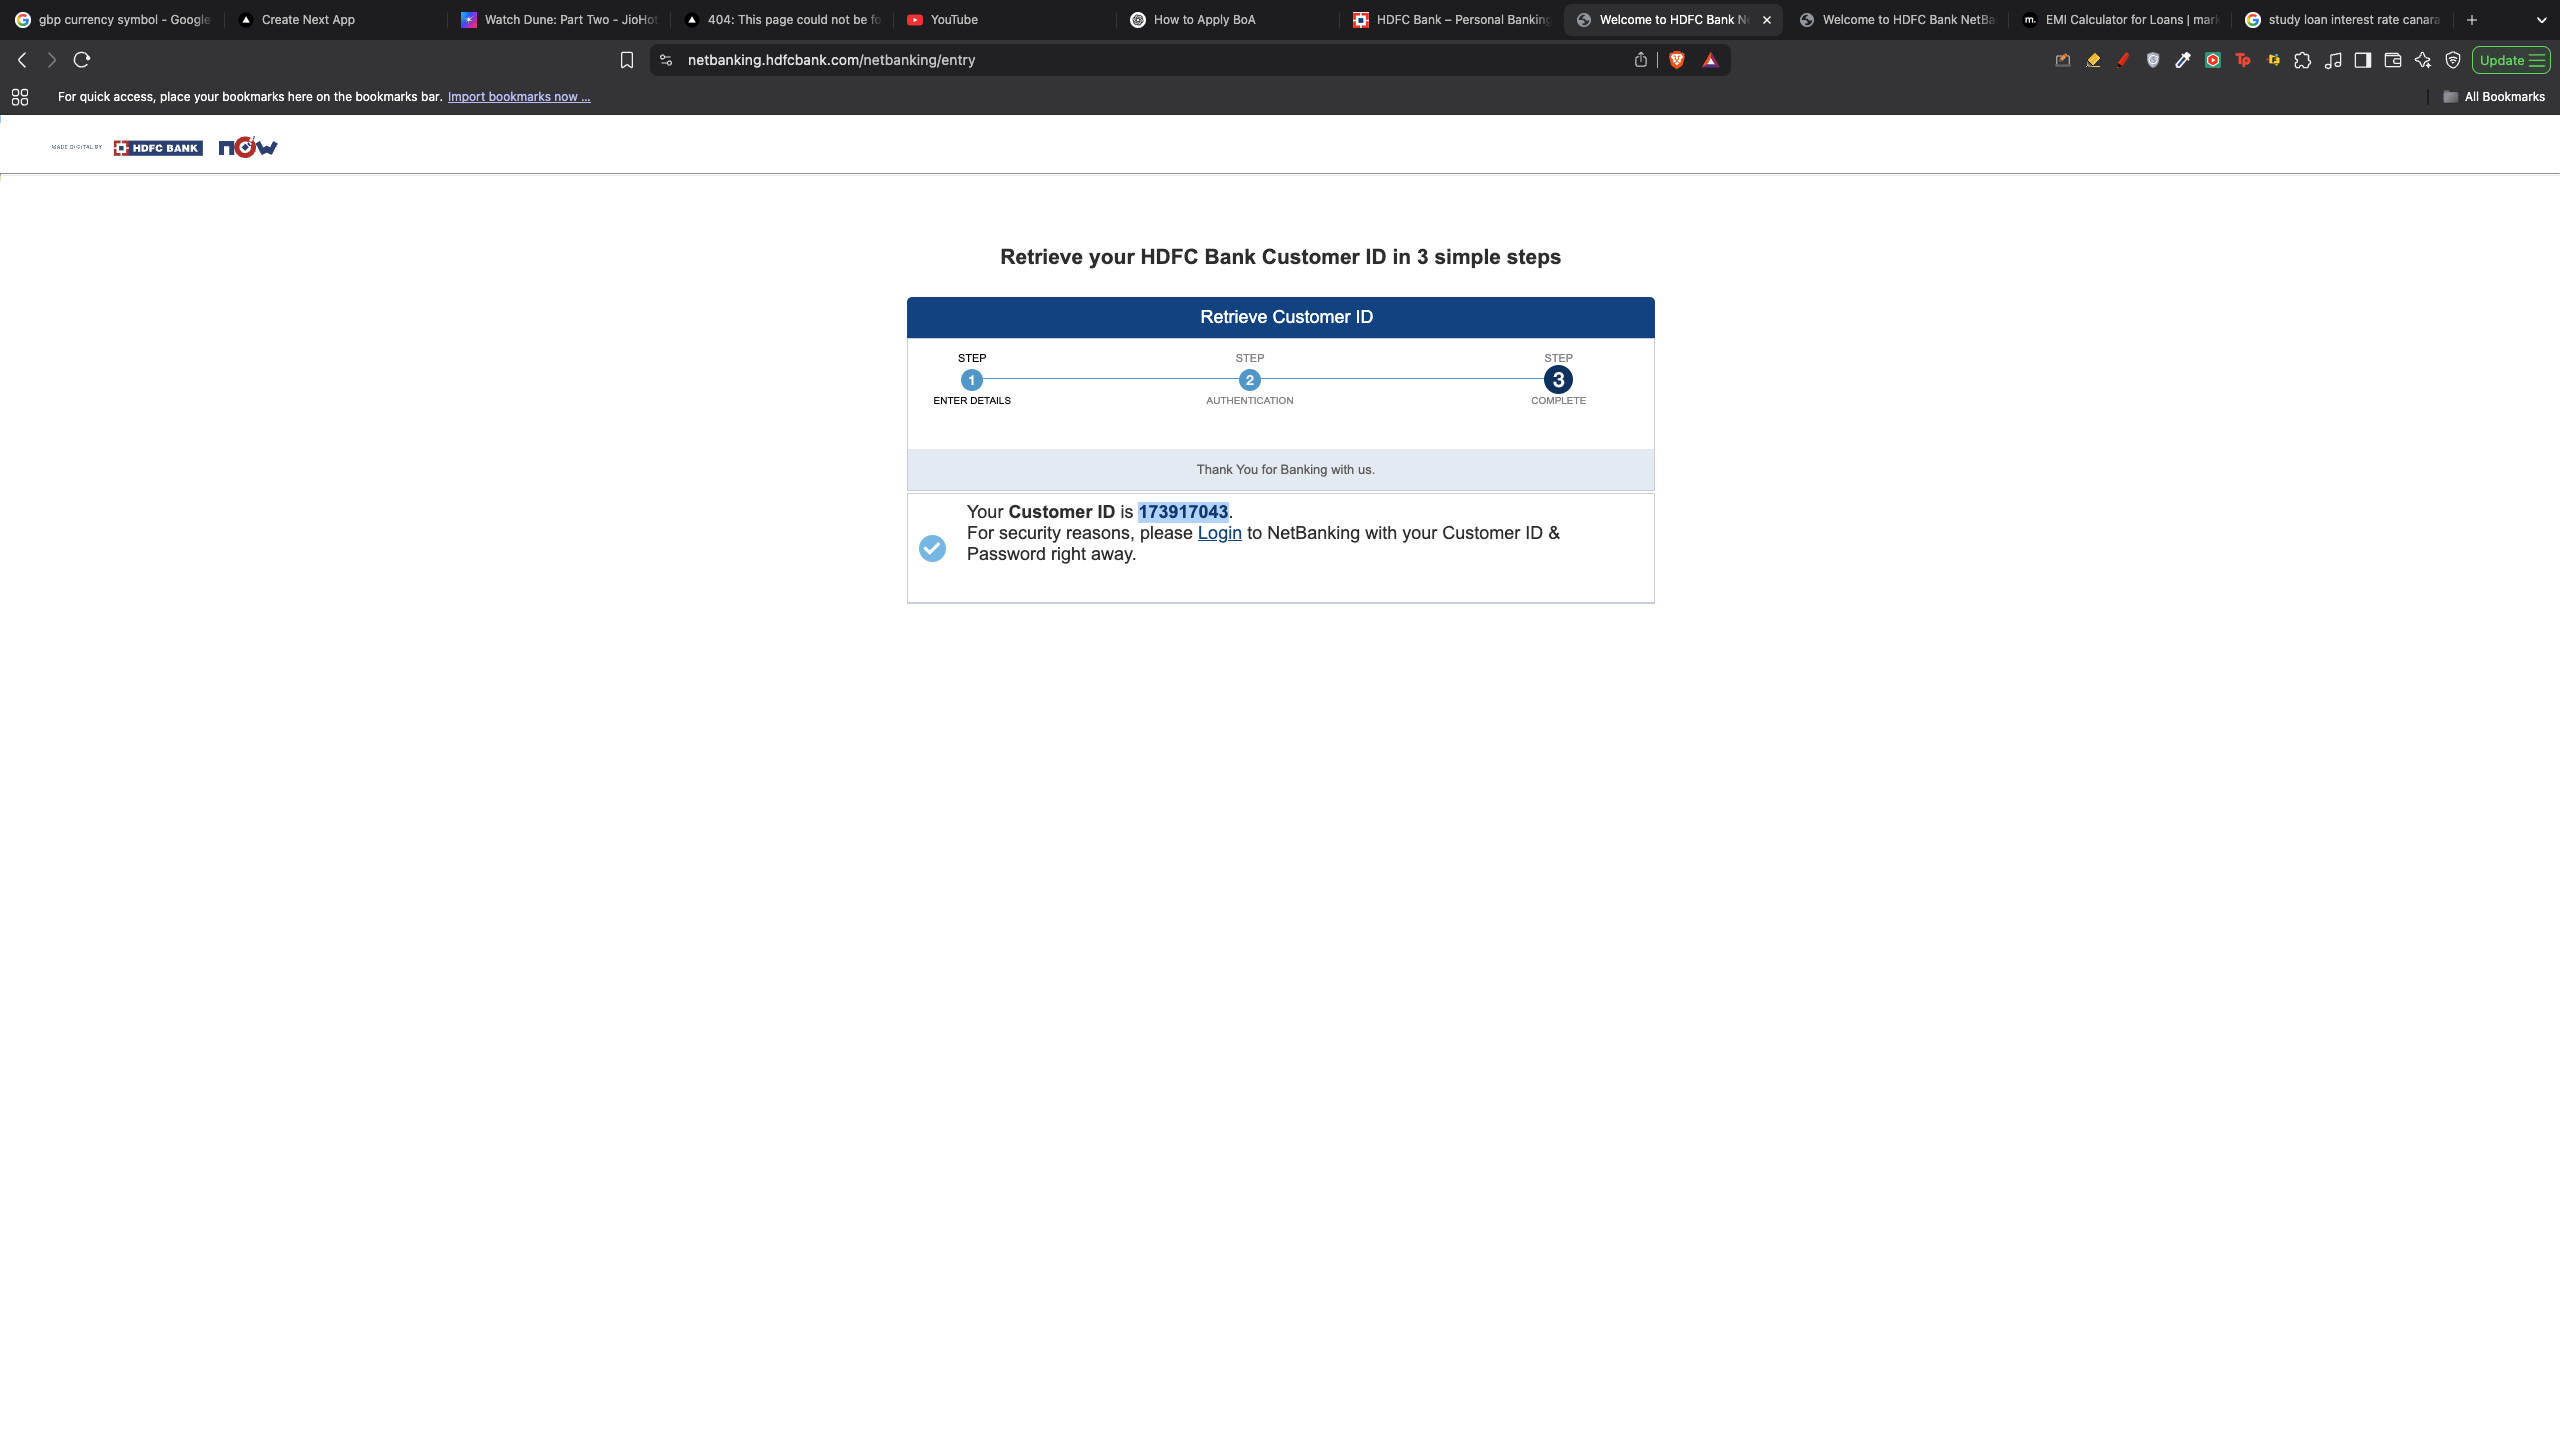 gbp currency symbol - Google
Create Next App
Watch Dune: Part Two - JioHot
404: This page could not be fo
YouTube
How to Apply BoA
HDFC Bank – Personal Banking
Welcome to HDFC Bank Ne
Welcome to HDFC Bank NetBa
EMI Calculator for Loans | mari
study loan interest rate canara
netbanking.hdfcbank.com/netbanking/entry
Update
For quick access, place your bookmarks here on the bookmarks bar. Import bookmarks now ...
All Bookmarks
MADE DIGITAL BY HDFC BANK now
Retrieve your HDFC Bank Customer ID in 3 simple steps
Retrieve Customer ID
STEP STEP STEP
1 2 3
ENTER DETAILS AUTHENTICATION COMPLETE
Thank You for Banking with us.
Your Customer ID is 173917043.
For security reasons, please Login to NetBanking with your Customer ID &
Password right away.